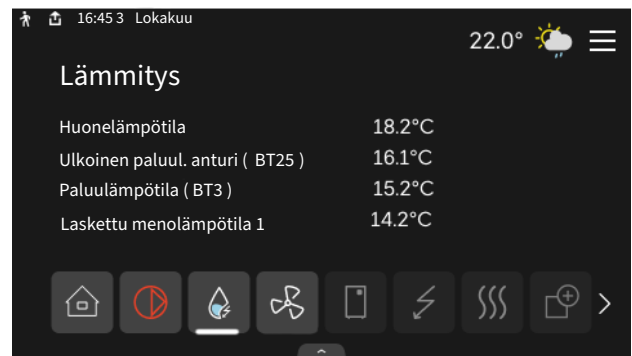 16:45 3 Lokakuu
22.0°
Lämmitys
Huonelämpötila 18.2°C
Ulkoinen paluul. anturi ( BT25 ) 16.1°C
Paluulämpötila ( BT3 ) 15.2°C
Laskettu menolämpötila 1 14.2°C